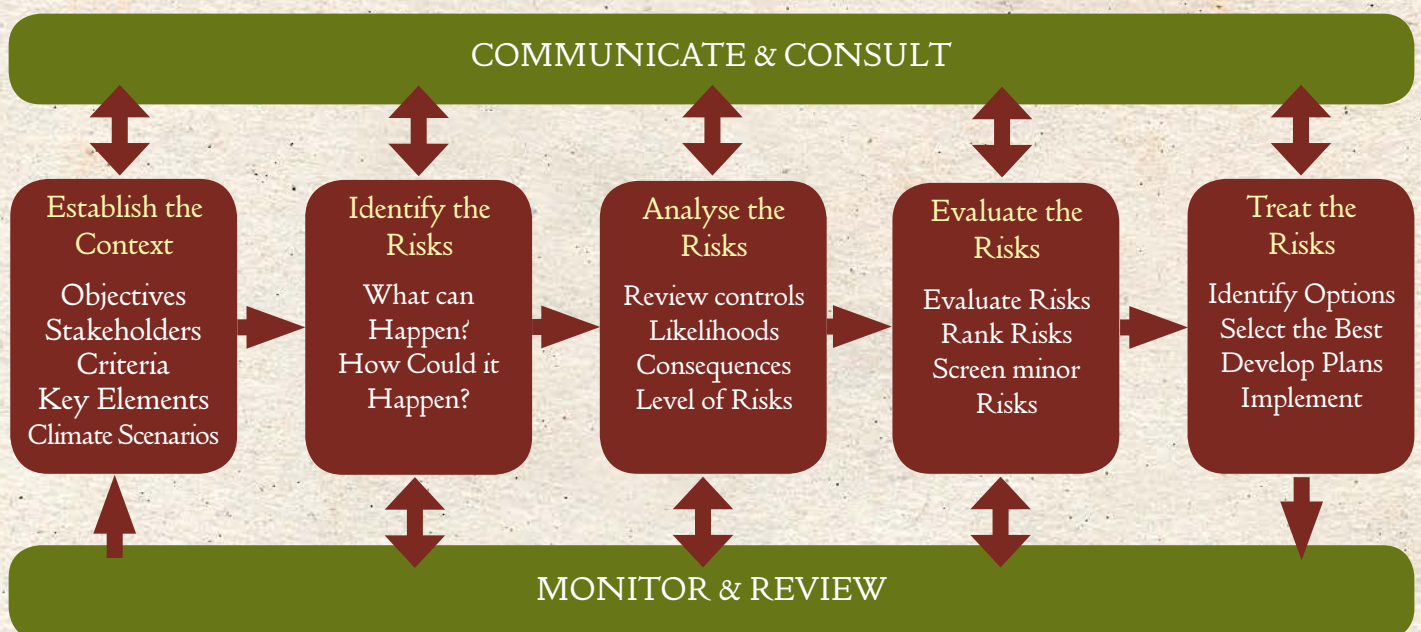 COMMUNICATE & CONSULT
Establish the
Context
Objectives
Stakeholders
Criteria
Key Elements
Climate Scenarios
Identify the
Risks
What can
Happen?
How Could it
Happen?
Analyse the
Risks
Review controls
Likelihoods
Consequences
Level of Risks
Evaluate the
Risks
Evaluate Risks
Rank Risks
Screen minor
Risks
Treat the
Risks
Identify Options
Select the Best
Develop Plans
Implement
MONITOR & REVIEW